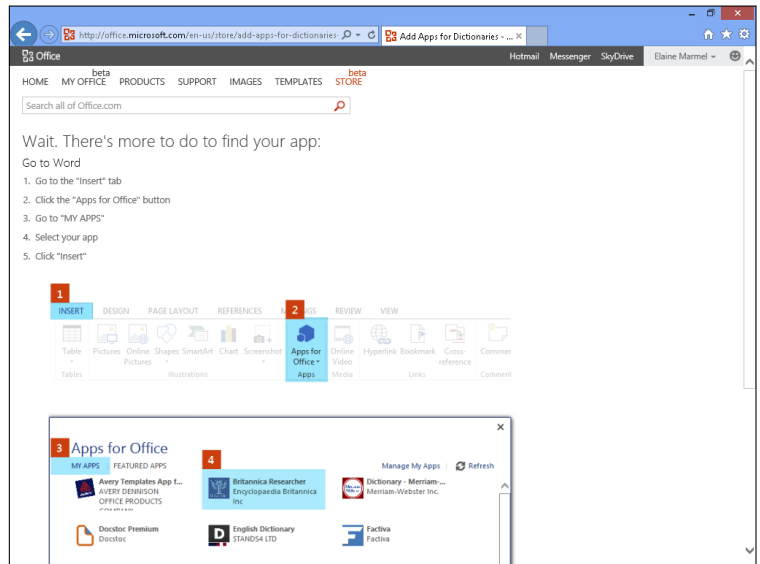 http://office.microsoft.com/en-us/store/add-apps-for-dictionaries
Add Apps for Dictionaries - ...
Office
Hotmail Messenger SkyDrive Elaine Marmel
HOME MY OFFICE beta PRODUCTS SUPPORT IMAGES TEMPLATES STORE beta
Search all of Office.com
Wait. There's more to do to find your app:
Go to Word
1. Go to the "Insert" tab
2. Click the "Apps for Office" button
3. Go to "MY APPS"
4. Select your app
5. Click "Insert"
1
2
INSERT DESIGN PAGE LAYOUT REFERENCES REVIEW VIEW
Table Pictures Online Pictures Shapes SmartArt Chart Screenshot Apps for Office Online Video Hyperlink Bookmark Cross-reference Commen
Tables Illustrations Apps Media Links Comment
3 Apps for Office
4
MY APPS FEATURED APPS Manage My Apps Refresh
Avery Templates App f... Britannica Researcher Dictionary - Merriam-...
AVERY DENNISON Encyclopaedia Britannica Merriam-Webster Inc.
OFFICE PRODUCTS Inc
COMPANY
Docstoc Premium English Dictionary Factiva
Docstoc STANDS4 LTD Factiva